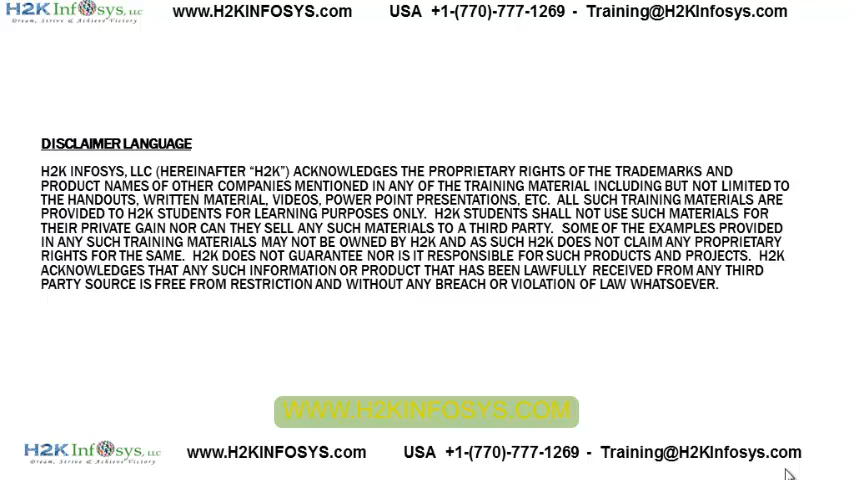 H2K Infosys, LLC www.H2KINFOSYS.com USA +1-(770)-777-1269 - Training@H2KInfosys.com
Dream, Strive & Achieve Victory
DISCLAIMER LANGUAGE
H2K INFOSYS, LLC (HEREINAFTER “H2K”) ACKNOWLEDGES THE PROPRIETARY RIGHTS OF THE TRADEMARKS AND
PRODUCT NAMES OF OTHER COMPANIES MENTIONED IN ANY OF THE TRAINING MATERIAL INCLUDING BUT NOT LIMITED TO
THE HANDOUTS, WRITTEN MATERIAL, VIDEOS, POWER POINT PRESENTATIONS, ETC. ALL SUCH TRAINING MATERIALS ARE
PROVIDED TO H2K STUDENTS FOR LEARNING PURPOSES ONLY. H2K STUDENTS SHALL NOT USE SUCH MATERIALS FOR
THEIR PRIVATE GAIN NOR CAN THEY SELL ANY SUCH MATERIALS TO A THIRD PARTY. SOME OF THE EXAMPLES PROVIDED
IN ANY SUCH TRAINING MATERIALS MAY NOT BE OWNED BY H2K AND AS SUCH H2K DOES NOT CLAIM ANY PROPRIETARY
RIGHTS FOR THE SAME. H2K DOES NOT GUARANTEE NOR IS IT RESPONSIBLE FOR SUCH PRODUCTS AND PROJECTS. H2K
ACKNOWLEDGES THAT ANY SUCH INFORMATION OR PRODUCT THAT HAS BEEN LAWFULLY RECEIVED FROM ANY THIRD
PARTY SOURCE IS FREE FROM RESTRICTION AND WITHOUT ANY BREACH OR VIOLATION OF LAW WHATSOEVER.
WWW.H2KINFOSYS.COM
H2K Infosys, LLC www.H2KINFOSYS.com USA +1-(770)-777-1269 - Training@H2KInfosys.com
Dream, Strive & Achieve Victory